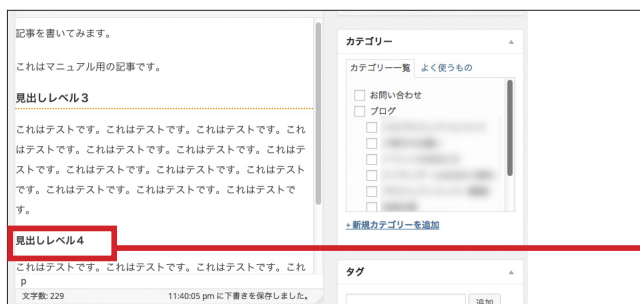 記事を書いてみます。
これはマニュアル用の記事です。
見出しレベル３
これはテストです。これはテストです。これはテストです。これ
はテストです。これはテストです。これはテストです。これはテ
ストです。これはテストです。これはテストです。これはテスト
です。これはテストです。これはテストです。これはテストで
す。
見出しレベル４
これはテストです。これはテストです。これはテストです。これ
p
文字数: 229
11:40:05 pm に下書きを保存しました。
カテゴリー
カテゴリー一覧 よく使うもの
お問い合わせ
ブログ
+ 新規カテゴリーを追加
タグ
追加